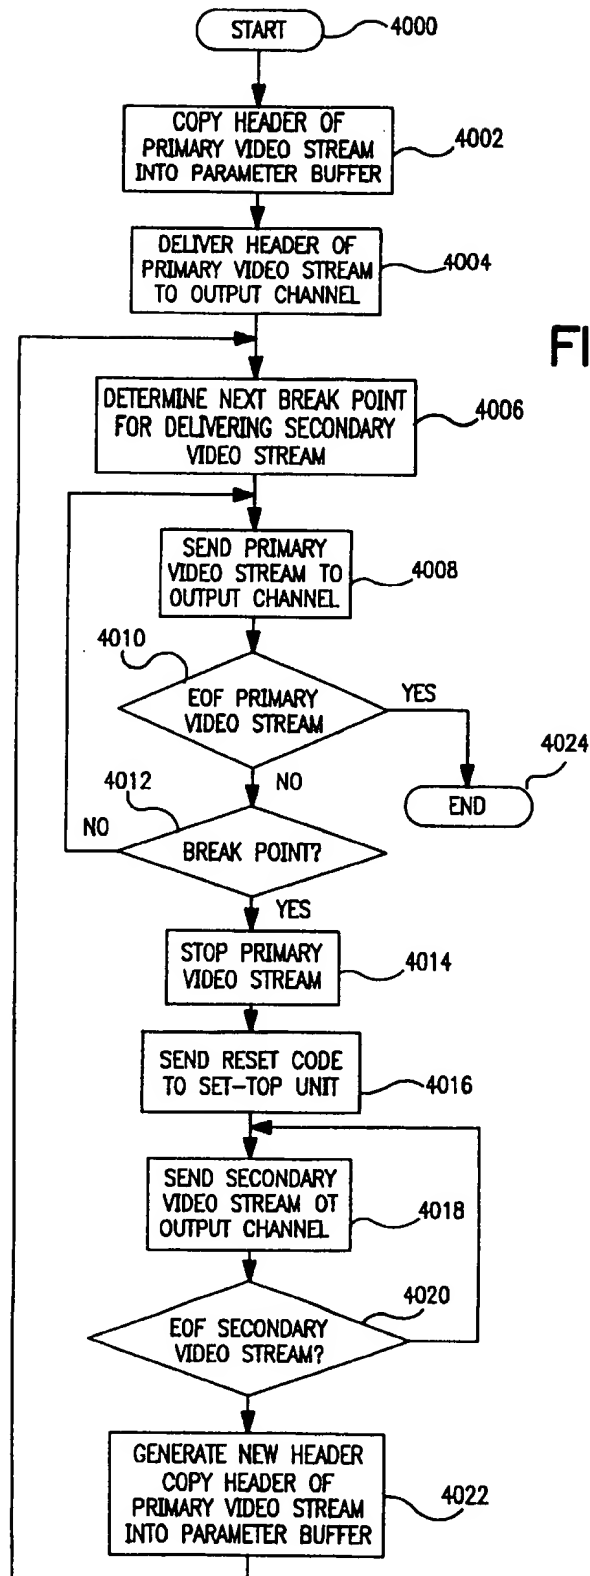 START
4000
COPY HEADER OF
PRIMARY VIDEO STREAM
INTO PARAMETER BUFFER
4002
DELIVER HEADER OF
PRIMARY VIDEO STREAM
TO OUTPUT CHANNEL
4004
FI
DETERMINE NEXT BREAK POINT
FOR DELIVERING SECONDARY
VIDEO STREAM
4006
SEND PRIMARY
VIDEO STREAM TO
OUTPUT CHANNEL
4008
4010
EOF PRIMARY
VIDEO STREAM
YES
4024
END
NO
4012
NO
BREAK POINT?
YES
STOP PRIMARY
VIDEO STREAM
4014
SEND RESET CODE
TO SET-TOP UNIT
4016
SEND SECONDARY
VIDEO STREAM OT
OUTPUT CHANNEL
4018
4020
EOF SECONDARY
VIDEO STREAM?
GENERATE NEW HEADER
COPY HEADER OF
PRIMARY VIDEO STREAM
INTO PARAMETER BUFFER
4022